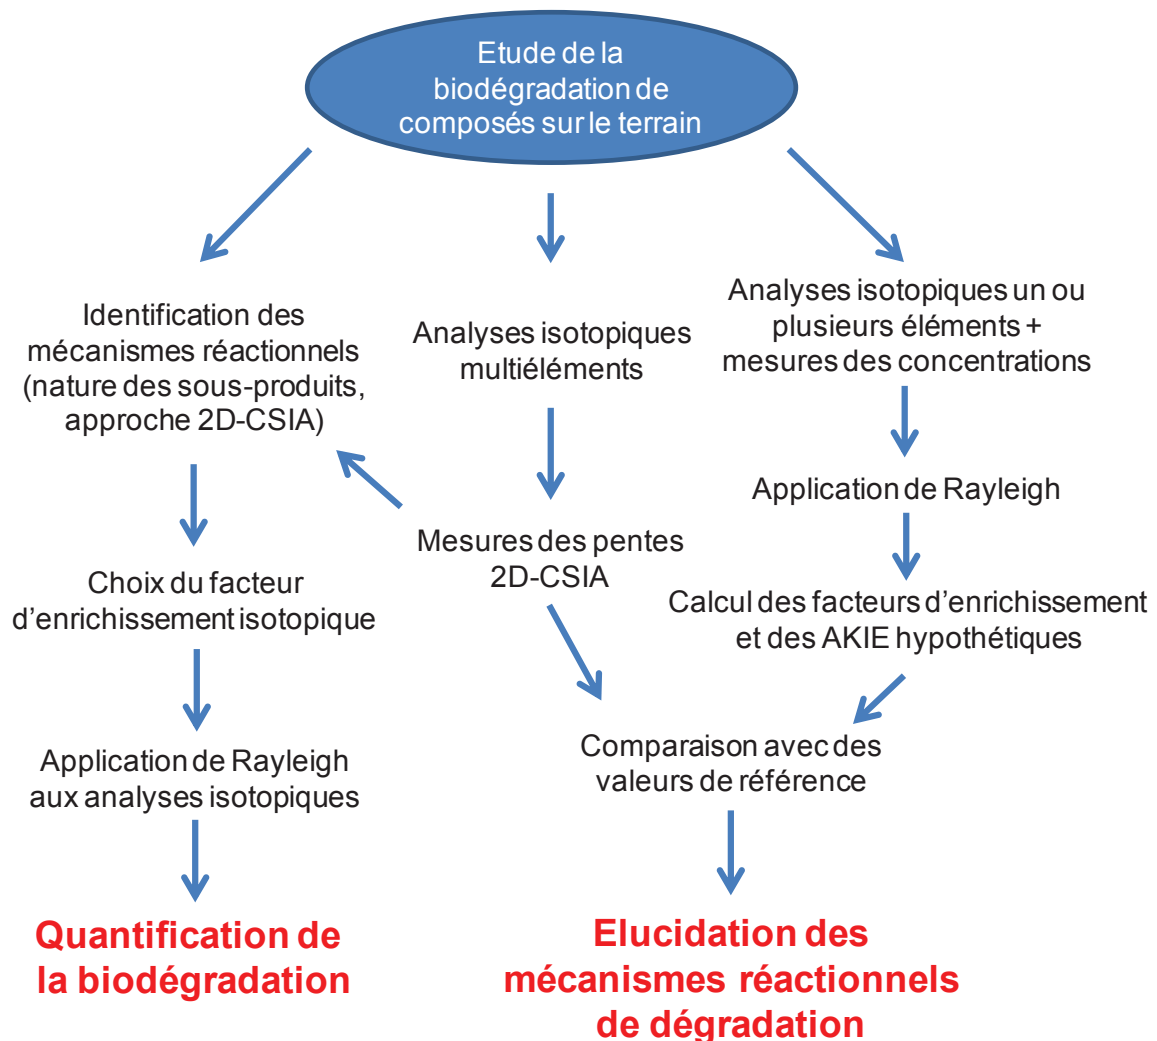 Etude de la
biodégradation de
composés sur le terrain
Identification des
mécanismes réactionnels
(nature des sous-produits,
approche 2D-CSIA)
Choix du facteur
d'enrichissement isotopique
Application de Rayleigh
aux analyses isotopiques
Quantification de
la biodégradation
Analyses isotopiques
multiéléments
Mesures des pentes
2D-CSIA
Analyses isotopiques un ou
plusieurs éléments +
mesures des concentrations
Application de Rayleigh
Calcul des facteurs d'enrichissement
et des AKIE hypothétiques
Comparaison avec des
valeurs de référence
Elucidation des
mécanismes réactionnels
de dégradation